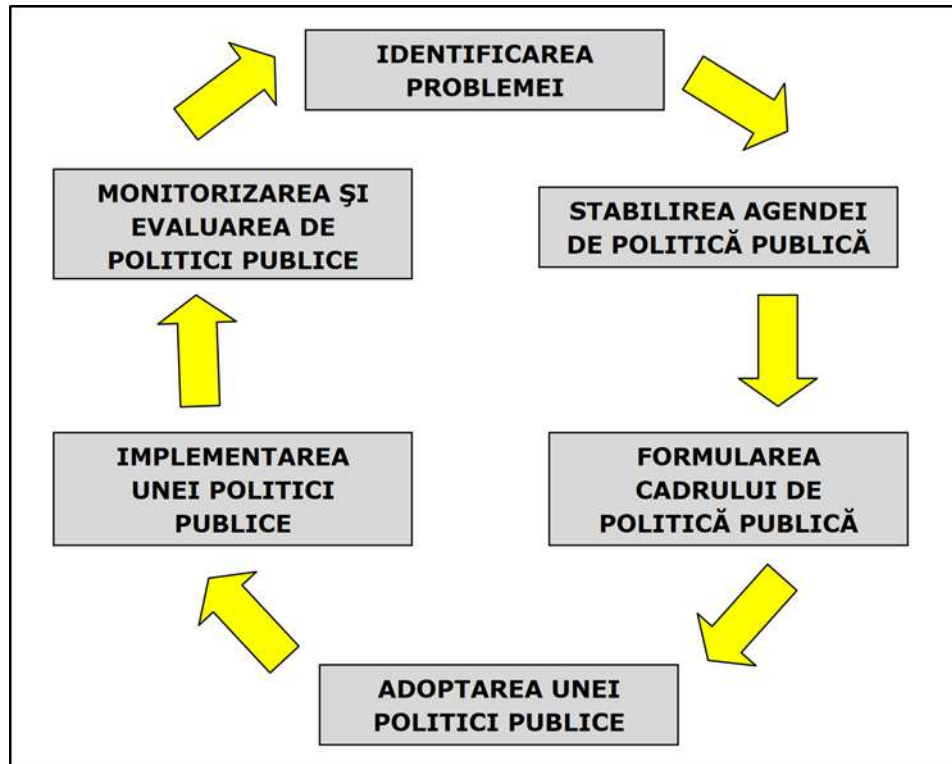 IDENTIFICAREA
PROBLEMEI
STABILIREA AGENDEI
DE POLITICĂ PUBLICĂ
FORMULAREA
CADRULUI DE
POLITICĂ PUBLICĂ
ADOPTAREA UNEI
POLITICI PUBLICE
IMPLEMENTAREA
UNEI POLITICI
PUBLICE
MONITORIZAREA ŞI
EVALUAREA DE
POLITICI PUBLICE